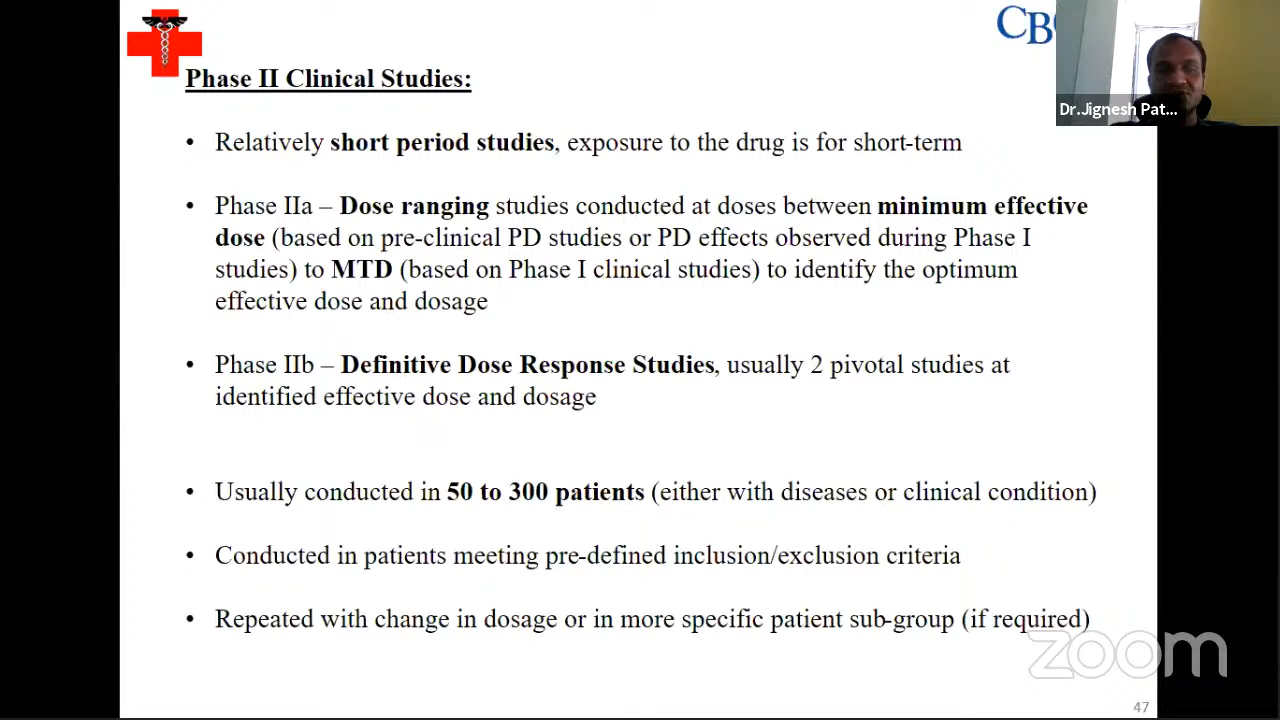 CB
Dr.Jignesh Pat...
Phase II Clinical Studies:
• Relatively short period studies, exposure to the drug is for short-term
• Phase IIa – Dose ranging studies conducted at doses between minimum effective
dose (based on pre-clinical PD studies or PD effects observed during Phase I
studies) to MTD (based on Phase I clinical studies) to identify the optimum
effective dose and dosage
• Phase IIb – Definitive Dose Response Studies, usually 2 pivotal studies at
identified effective dose and dosage
• Usually conducted in 50 to 300 patients (either with diseases or clinical condition)
• Conducted in patients meeting pre-defined inclusion/exclusion criteria
• Repeated with change in dosage or in more specific patient sub-group (if required)
zoom
47